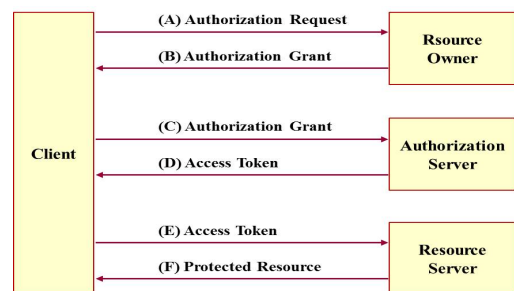 (A) Authorization Request
Rsource
Owner
(B) Authorization Grant
(C) Authorization Grant
Client
Authorization
Server
(D) Access Token
(E) Access Token
Resource
Server
(F) Protected Resource